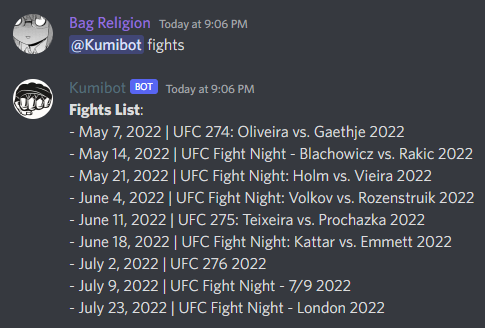 Bag Religion Today at 9:06 PM
@Kumibot fights
Kumibot BOT Today at 9:06 PM
Fights List:
- May 7, 2022 | UFC 274: Oliveira vs. Gaethje 2022
- May 14, 2022 | UFC Fight Night - Blachowicz vs. Rakic 2022
- May 21, 2022 | UFC Fight Night: Holm vs. Vieira 2022
- June 4, 2022 | UFC Fight Night: Volkov vs. Rozenstruik 2022
- June 11, 2022 | UFC 275: Teixeira vs. Prochazka 2022
- June 18, 2022 | UFC Fight Night: Kattar vs. Emmett 2022
- July 2, 2022 | UFC 276 2022
- July 9, 2022 | UFC Fight Night - 7/9 2022
- July 23, 2022 | UFC Fight Night - London 2022